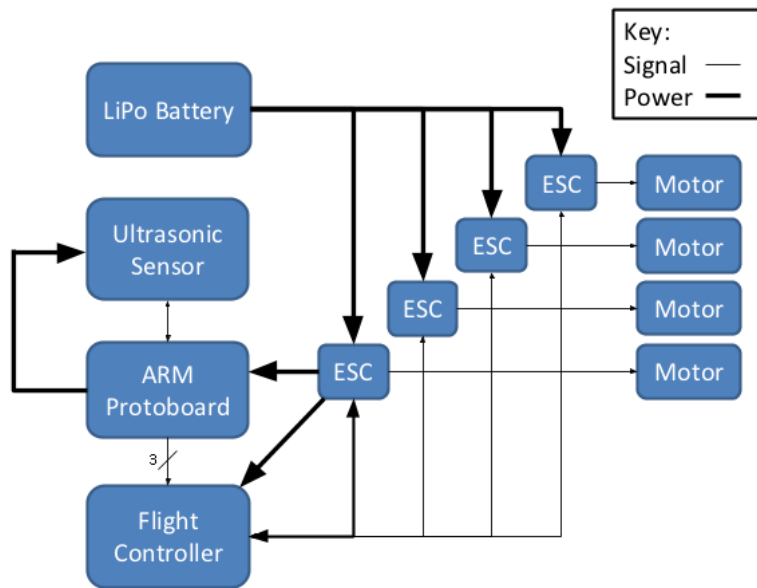 Key:
Signal
Power
LiPo Battery
ESC
Motor
Ultrasonic
Sensor
ESC
Motor
ESC
Motor
ARM
Protoboard
ESC
Motor
3
Flight
Controller